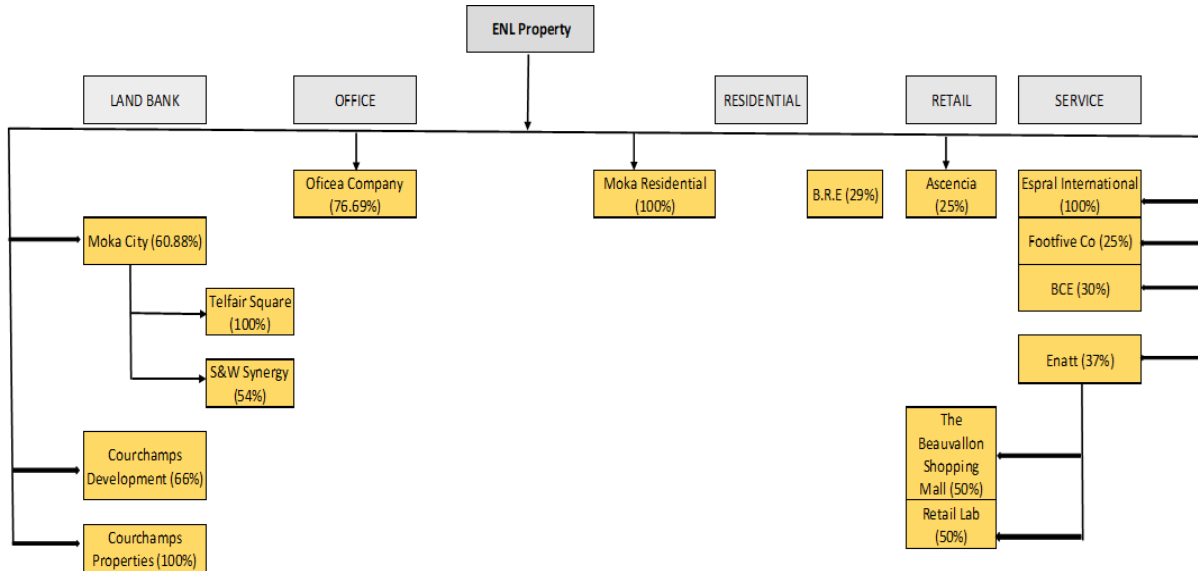 ENL Property
LAND BANK
OFFICE
RESIDENTIAL
RETAIL
SERVICE
Oficea Company
(76.69%)
Moka Residential
(100%)
B.R.E (29%)
Ascencia
(25%)
Espral International
(100%)
Moka City (60.88%)
Footfive Co (25%)
BCE (30%)
Telfair Square
(100%)
S&W Synergy
(54%)
Enatt (37%)
Courchamps
Development (66%)
The
Beauvallon
Shopping
Mall (50%)
Retail Lab
(50%)
Courchamps
Properties (100%)